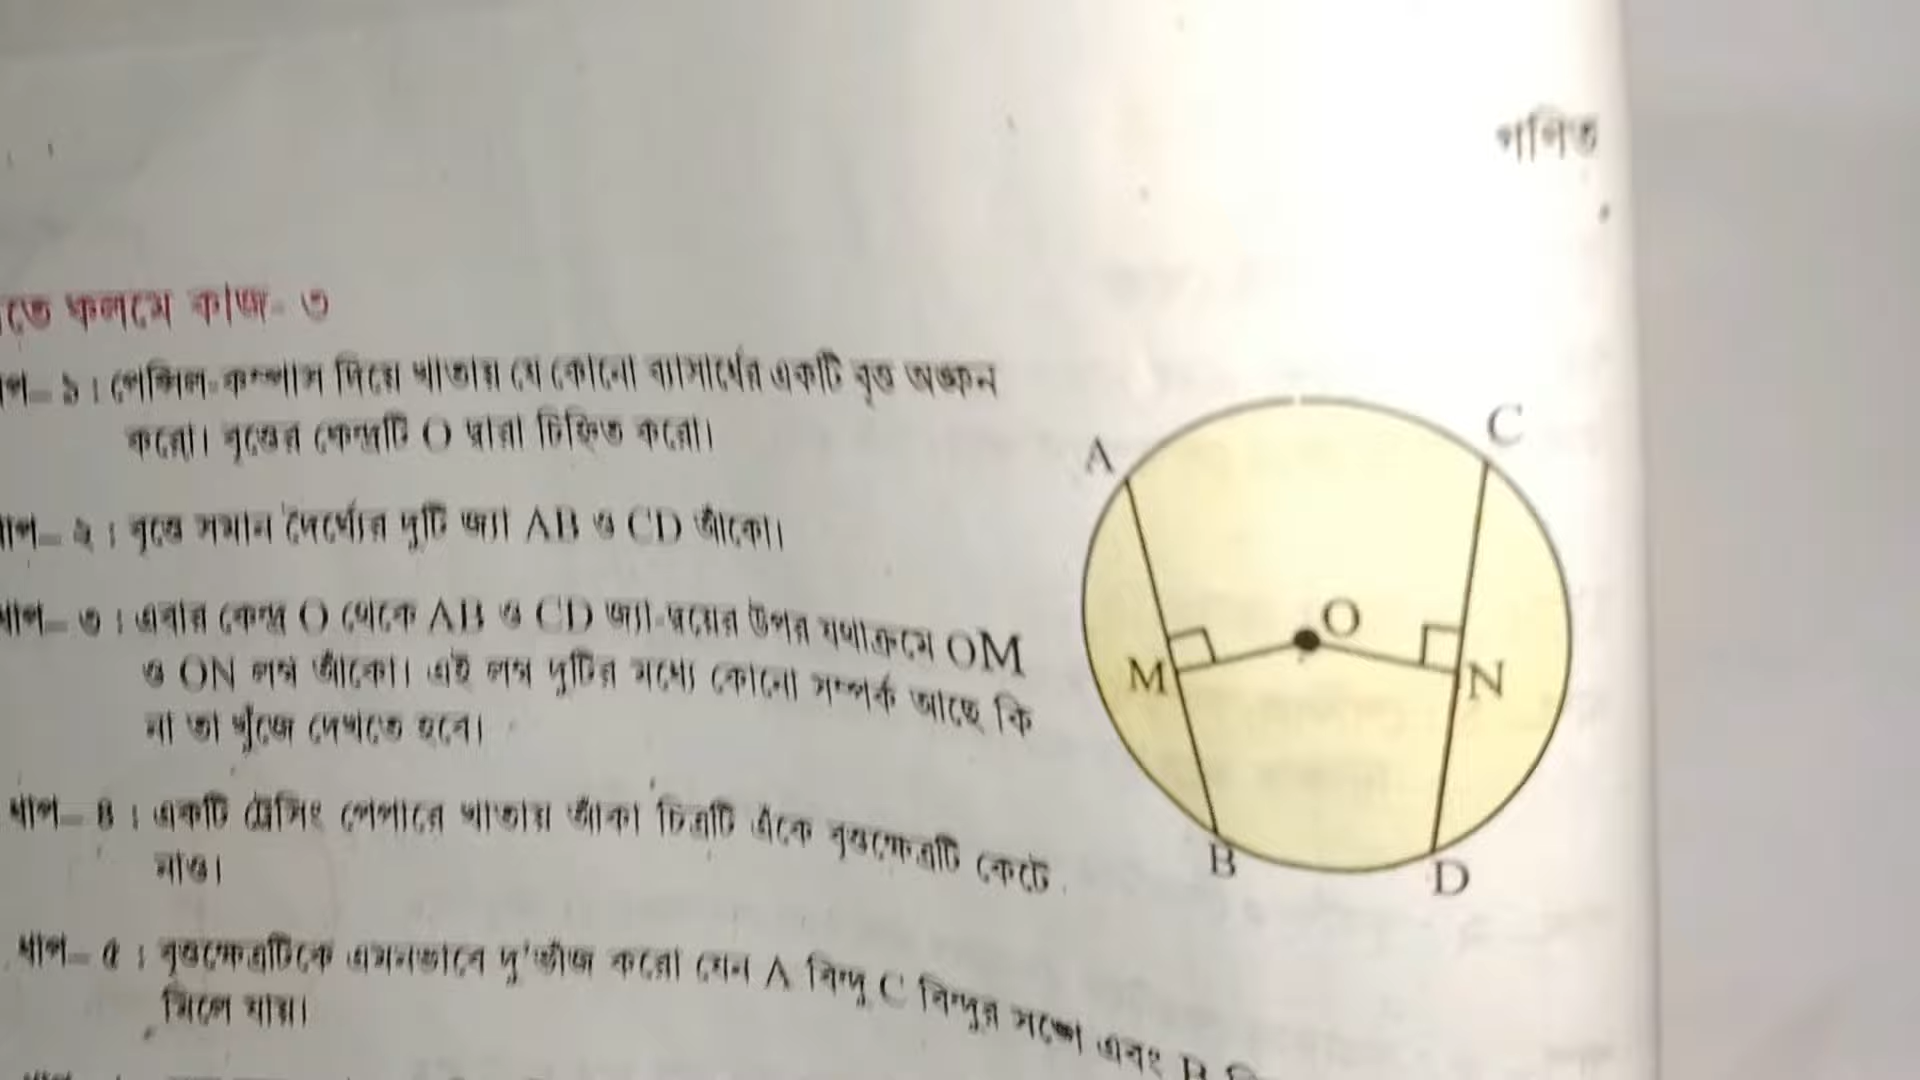 গণিত
তে কলমে কাজ- ৩
প– ১ : পেন্সিল-কম্পাস দিয়ে খাতায় যে কোনো ব্যাসার্ধের একটি বৃত্ত অঙ্কন
করো। বৃত্তের কেন্দ্রটি O দ্বারা চিহ্নিত করো।
াপ– ২ : বৃত্তে সমান দৈর্ঘ্যের দুটি জ্যা AB ও CD আঁকো।
ধাপ– ৩ : এবার কেন্দ্র O থেকে AB ও CD জ্যা-দ্বয়ের উপর যথাক্রমে OM
ও ON লম্ব আঁকো। এই লম্ব দুটির মধ্যে কোনো সম্পর্ক আছে কি
না তা খুঁজে দেখতে হবে।
ধাপ– ৪ : একটি ট্রেসিং পেপারে খাতায় আঁকা চিত্রটি এঁকে বৃত্তক্ষেত্রটি কেটে
নাও।
ধাপ– ৫ : বৃত্তক্ষেত্রটিকে এমনভাবে দু'ভাঁজ করো যেন A বিন্দু C বিন্দুর সঙ্গে এবং B
মিলে যায়।
A
C
O
M
N
B
D